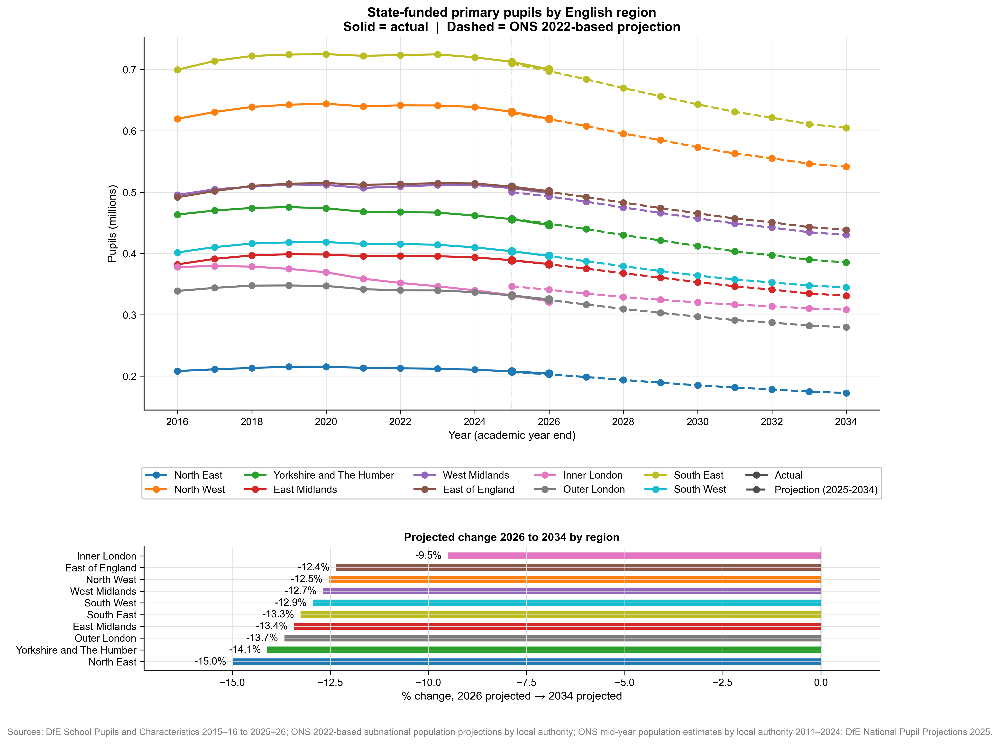 State-funded primary pupils by English region
Solid = actual | Dashed = ONS 2022-based projection
Pupils (millions)
0.7
0.6
0.5
0.4
0.3
0.2
2016 2018 2020 2022 2024 2026 2028 2030 2032 2034
Year (academic year end)
North East Yorkshire and The Humber West Midlands Inner London South East Actual
North West East Midlands East of England Outer London South West Projection (2025-2034)
Projected change 2026 to 2034 by region
Inner London -9.5%
East of England -12.4%
North West -12.5%
West Midlands -12.7%
South West -12.9%
South East -13.3%
East Midlands -13.4%
Outer London -13.7%
Yorkshire and The Humber -14.1%
North East -15.0%
−15.0 −12.5 −10.0 −7.5 −5.0 −2.5 0.0
% change, 2026 projected → 2034 projected
Sources: DfE School Pupils and Characteristics 2015–16 to 2025–26; ONS 2022-based subnational population projections by local authority; ONS mid-year population estimates by local authority 2011–2024; DfE National Pupil Projections 2025.